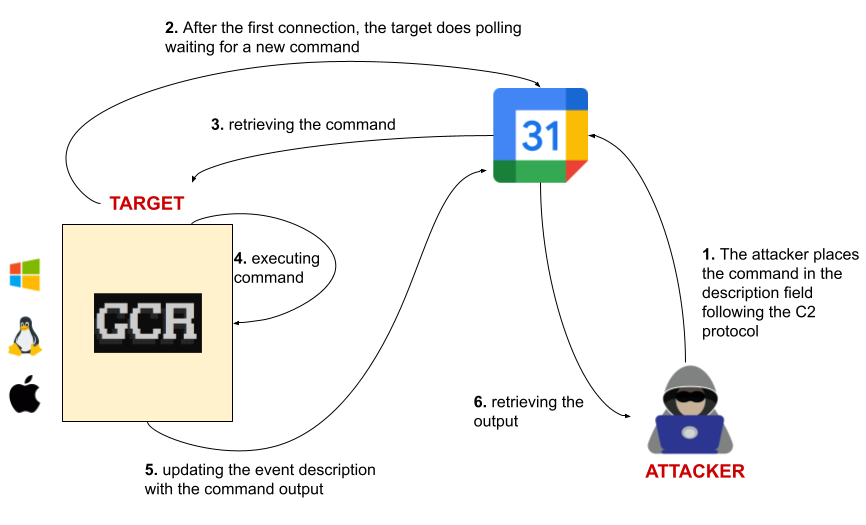 2. After the first connection, the target does polling
waiting for a new command
31
3. retrieving the command
TARGET
4. executing
command
GCR
1. The attacker places
the command in the
description field
following the C2
protocol
6. retrieving the
output
5. updating the event description
with the command output
ATTACKER